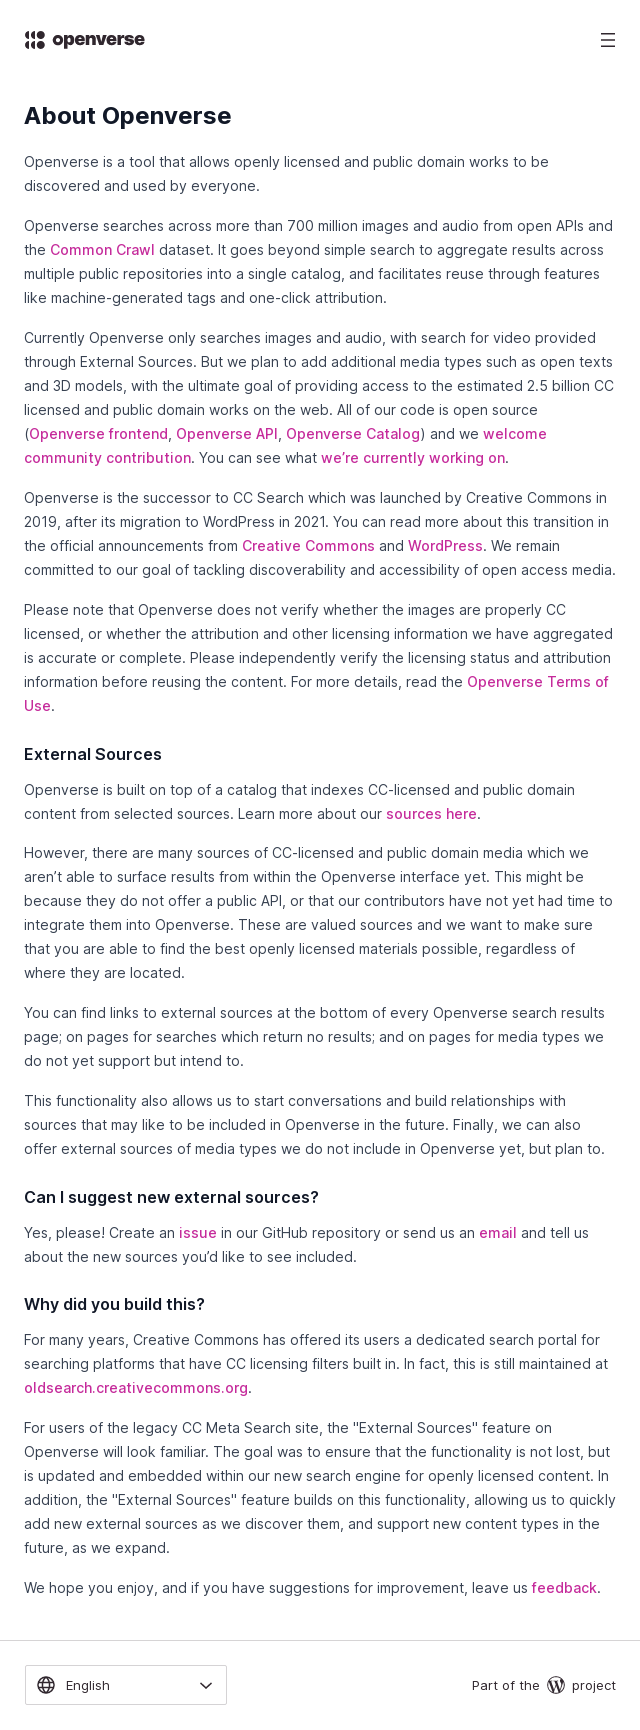 openverse
About Openverse
Openverse is a tool that allows openly licensed and public domain works to be
discovered and used by everyone.
Openverse searches across more than 700 million images and audio from open APIs and
the Common Crawl dataset. It goes beyond simple search to aggregate results across
multiple public repositories into a single catalog, and facilitates reuse through features
like machine-generated tags and one-click attribution.
Currently Openverse only searches images and audio, with search for video provided
through External Sources. But we plan to add additional media types such as open texts
and 3D models, with the ultimate goal of providing access to the estimated 2.5 billion CC
licensed and public domain works on the web. All of our code is open source
(Openverse frontend, Openverse API, Openverse Catalog) and we welcome
community contribution. You can see what we’re currently working on.
Openverse is the successor to CC Search which was launched by Creative Commons in
2019, after its migration to WordPress in 2021. You can read more about this transition in
the official announcements from Creative Commons and WordPress. We remain
committed to our goal of tackling discoverability and accessibility of open access media.
Please note that Openverse does not verify whether the images are properly CC
licensed, or whether the attribution and other licensing information we have aggregated
is accurate or complete. Please independently verify the licensing status and attribution
information before reusing the content. For more details, read the Openverse Terms of
Use.
External Sources
Openverse is built on top of a catalog that indexes CC-licensed and public domain
content from selected sources. Learn more about our sources here.
However, there are many sources of CC-licensed and public domain media which we
aren’t able to surface results from within the Openverse interface yet. This might be
because they do not offer a public API, or that our contributors have not yet had time to
integrate them into Openverse. These are valued sources and we want to make sure
that you are able to find the best openly licensed materials possible, regardless of
where they are located.
You can find links to external sources at the bottom of every Openverse search results
page; on pages for searches which return no results; and on pages for media types we
do not yet support but intend to.
This functionality also allows us to start conversations and build relationships with
sources that may like to be included in Openverse in the future. Finally, we can also
offer external sources of media types we do not include in Openverse yet, but plan to.
Can I suggest new external sources?
Yes, please! Create an issue in our GitHub repository or send us an email and tell us
about the new sources you’d like to see included.
Why did you build this?
For many years, Creative Commons has offered its users a dedicated search portal for
searching platforms that have CC licensing filters built in. In fact, this is still maintained at
oldsearch.creativecommons.org.
For users of the legacy CC Meta Search site, the "External Sources" feature on
Openverse will look familiar. The goal was to ensure that the functionality is not lost, but
is updated and embedded within our new search engine for openly licensed content. In
addition, the "External Sources" feature builds on this functionality, allowing us to quickly
add new external sources as we discover them, and support new content types in the
future, as we expand.
We hope you enjoy, and if you have suggestions for improvement, leave us feedback.
English
Part of the project